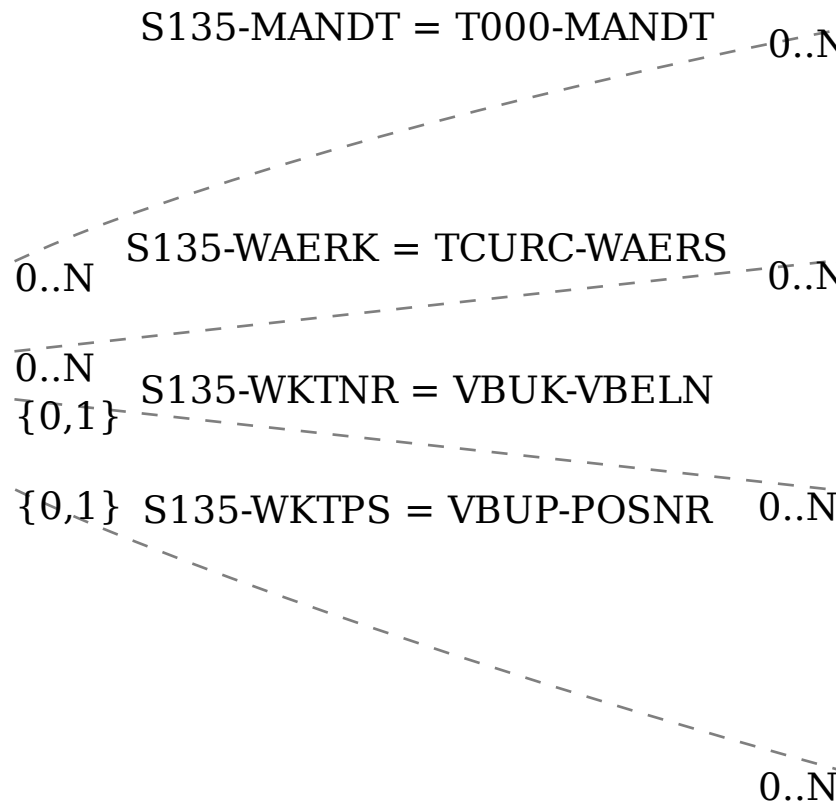 S135-MANDT = T000-MANDT
0..N
0..N
S135-WAERK = TCURC-WAERS
0..N
0..N
S135-WKTNR = VBUK-VBELN
{0,1}
0..N
S135-WKTPS = VBUP-POSNR
{0,1}
0..N